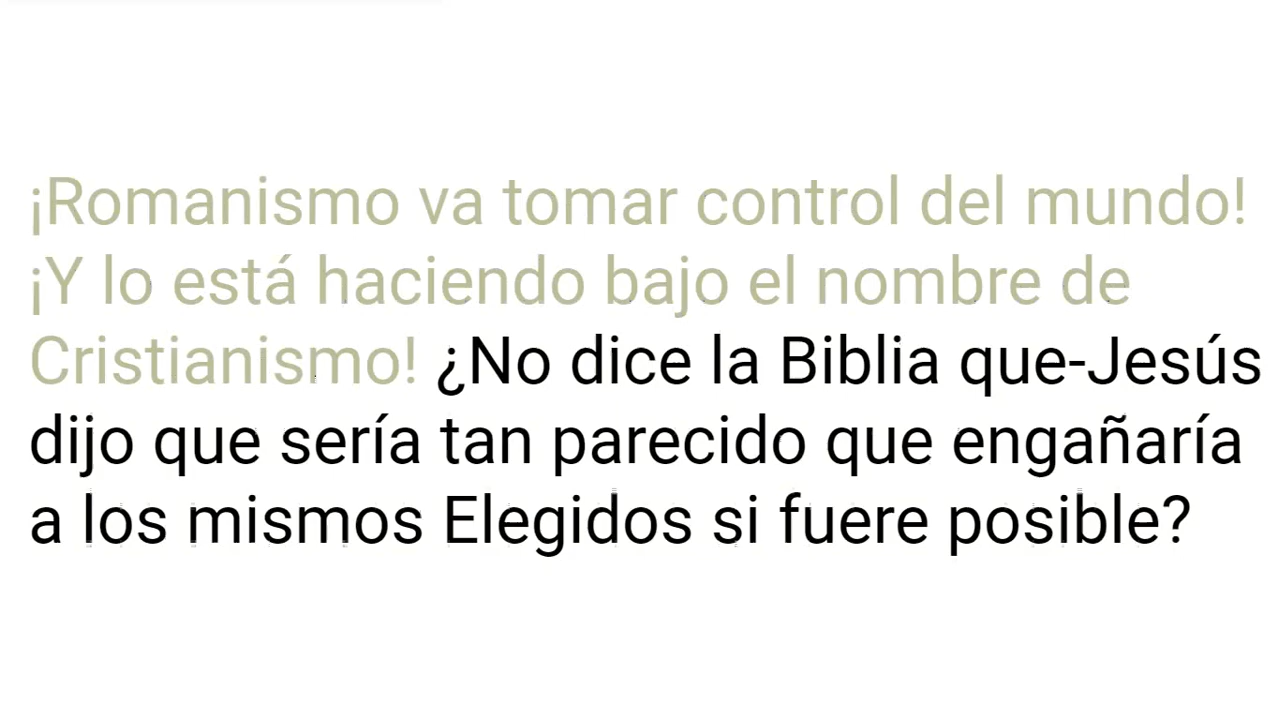 ¡Romanismo va tomar control del mundo!
¡Y lo está haciendo bajo el nombre de
Cristianismo! ¿No dice la Biblia que-Jesús
dijo que sería tan parecido que engañaría
a los mismos Elegidos si fuere posible?